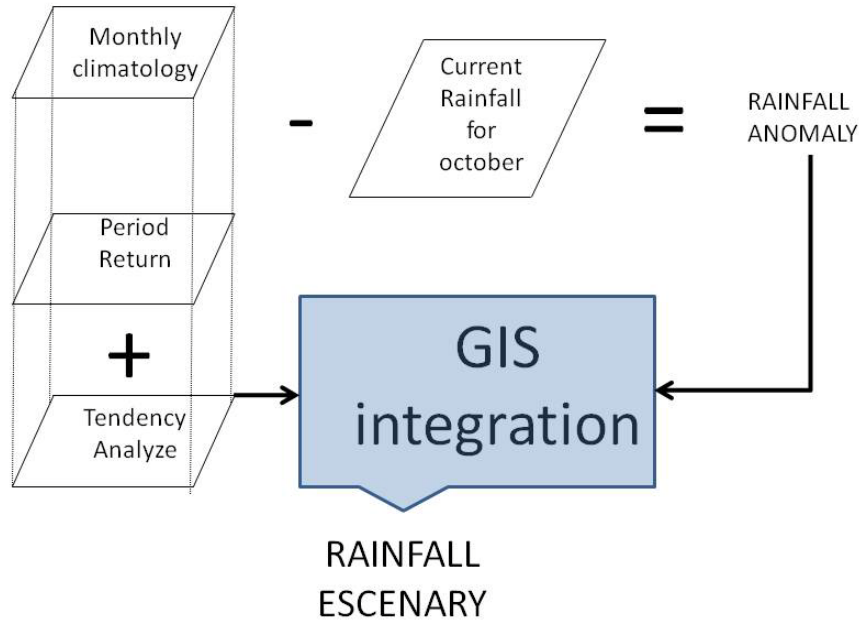 Monthly
climatology
-
Current
Rainfall
for
october
=
RAINFALL
ANOMALY
Period
Return
+
Tendency
Analyze
GIS
integration
RAINFALL
ESCENARY